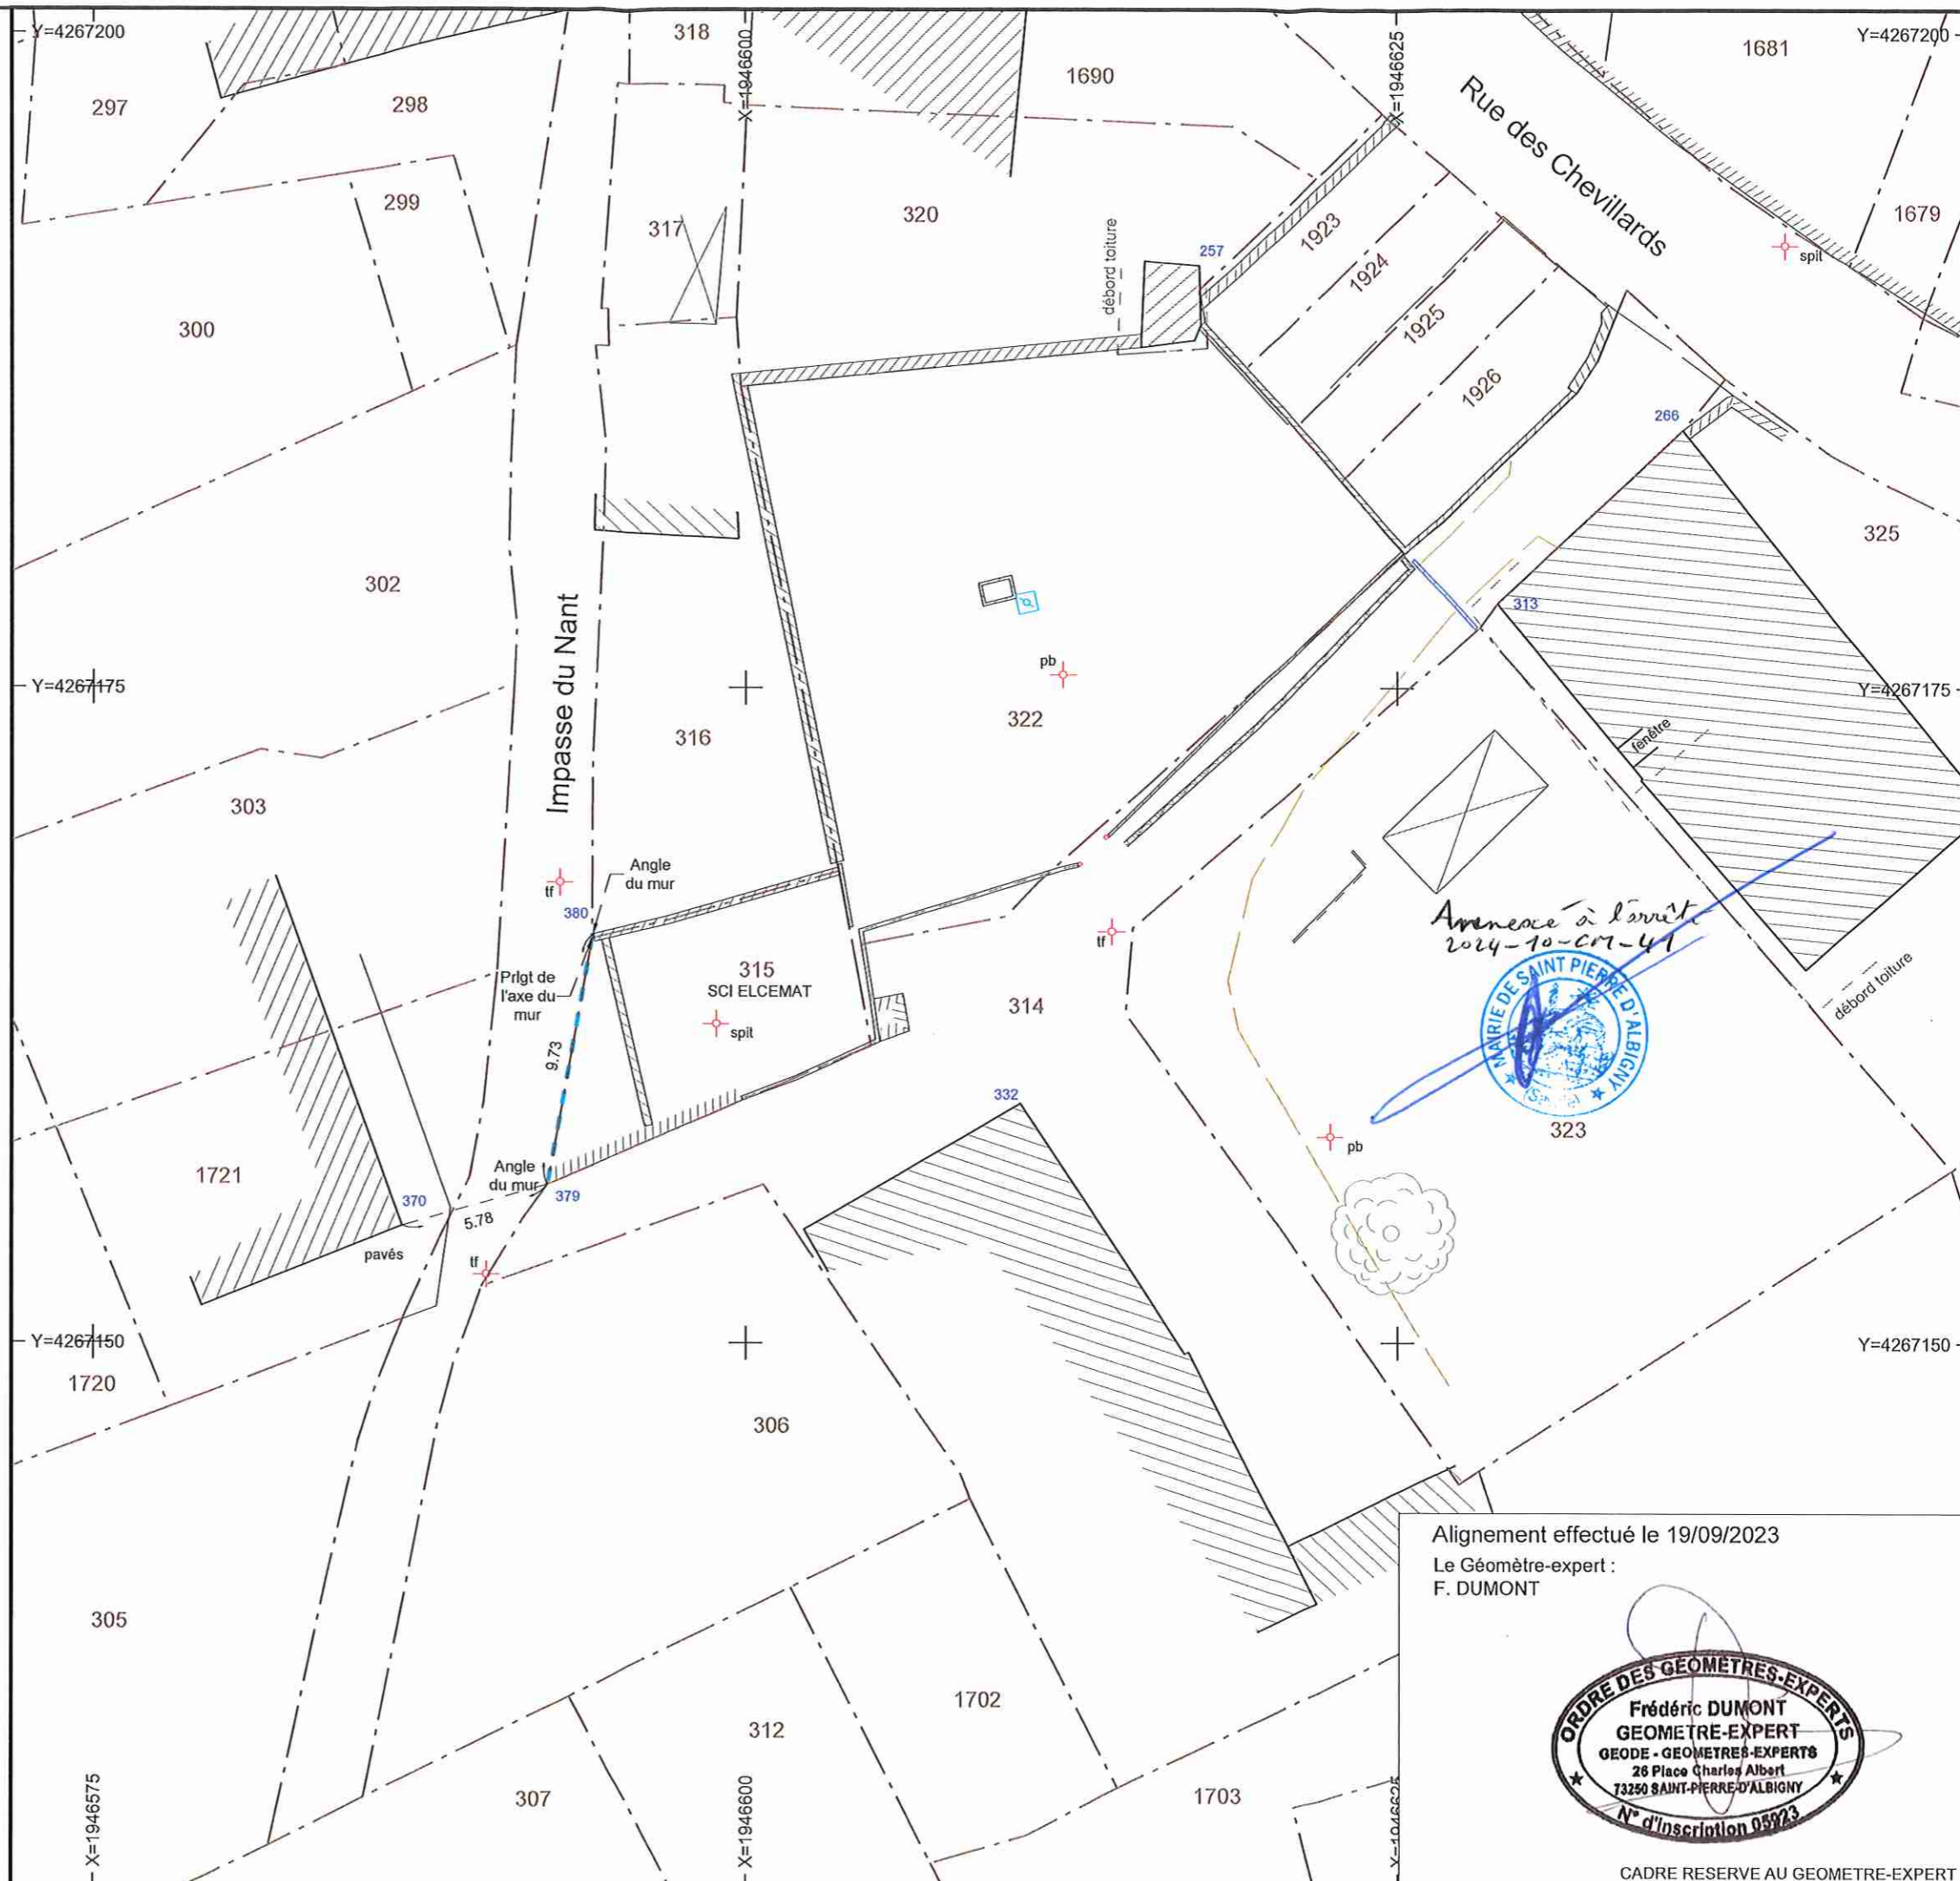 Y=4267200
318
X=1946600
X=1946625
1681
Y=4267200
297
298
1690
Rue des Chevillards
299
317
320
débord toiture
257
1923
1924
1925
1926
1679
spit
300
266
325
302
Impasse du Nant
313
pb
322
Y=4267175
Y=4267175
316
fenêtre
303
Angle
du mur
tf
380
Annexé à l'arrêté
2024-10-CM-41
tf
315
SCI ELCEMAT
Prlgt de
l'axe du
mur
spit
314
MAIRIE DE SAINT PIERRE D'ALBIGNY
débord toiture
9.73
332
323
pb
1721
Angle
du mur
379
370
5.78
pavés
tf
Y=4267150
Y=4267150
1720
306
Alignement effectué le 19/09/2023
Le Géomètre-expert :
F. DUMONT
305
ORDRE DES GEOMETRES-EXPERTS
Frédéric DUMONT
GEOMETRE-EXPERT
GEODE - GEOMETRES-EXPERTS
26 Place Charles Albert
73250 SAINT-PIERRE-D'ALBIGNY
N° d'inscription 05923
1702
312
307
1703
X=1946575
X=1946600
X=1946625
CADRE RESERVE AU GEOMETRE-EXPERT